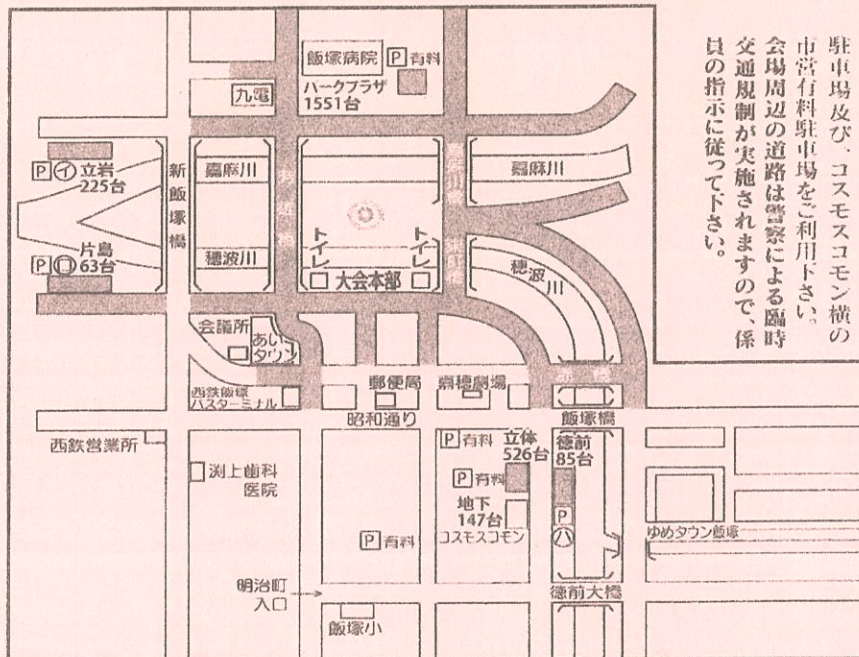 駐車場及び、コスモスコモン横の
市営有料駐車場をご利用下さい。
会場周辺の道路は警察による臨時
交通規制が実施されますので、係
員の指示に従って下さい。
飯塚病院
P 有料
パークプラザ
1551台
九電
P イ 立岩
225台
新飯塚橋
嘉麻川
嘉麻川
片島
P ロ 63台
穂波川
トイレ
トイレ
大会本部
穂波川
会議所
あい
タウン
西鉄飯塚
バスターミナル
郵便局
嘉穂劇場
昭和通り
飯塚橋
西鉄営業所
渕上歯科
医院
P 有料
立体
526台
徳前
85台
P 有料
地下
147台
コスモスコモン
P
ハ
P 有料
ゆめタウン飯塚
明治町
入口
徳前大橋
飯塚小